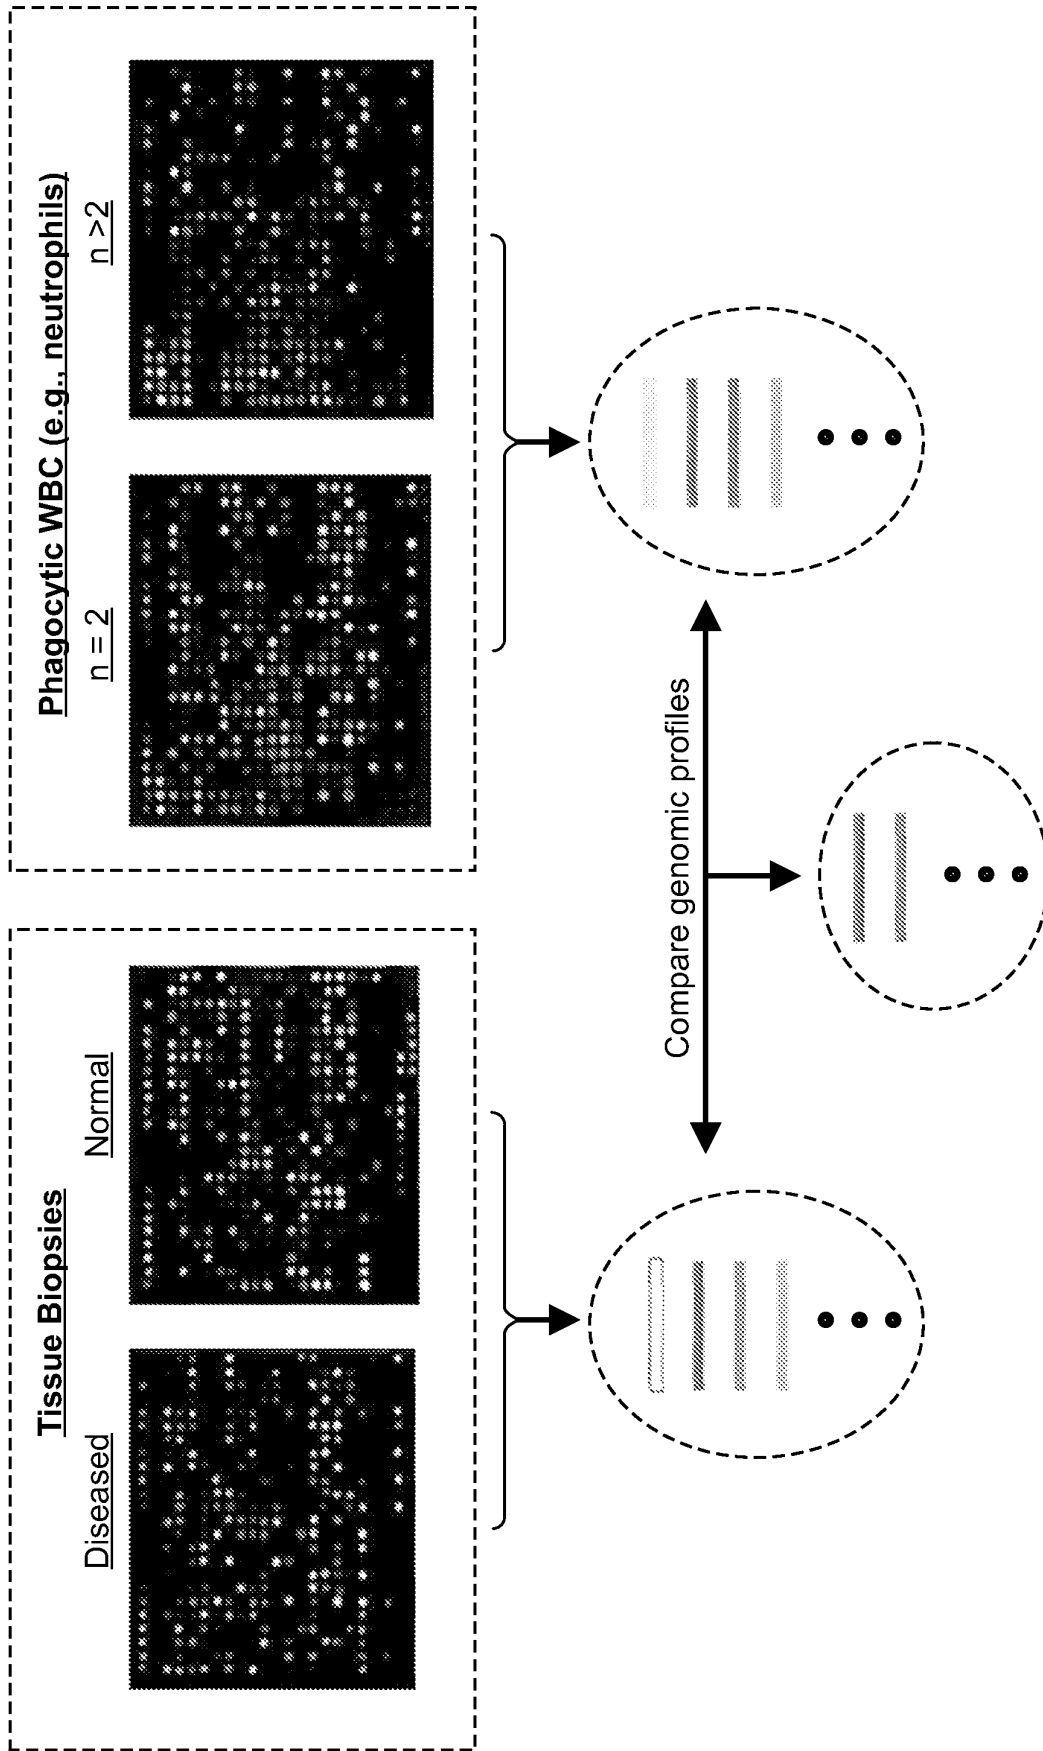 Tissue Biopsies
Diseased
Normal
Phagocytic WBC (e.g., neutrophils)
n = 2
n >2
Compare genomic profiles